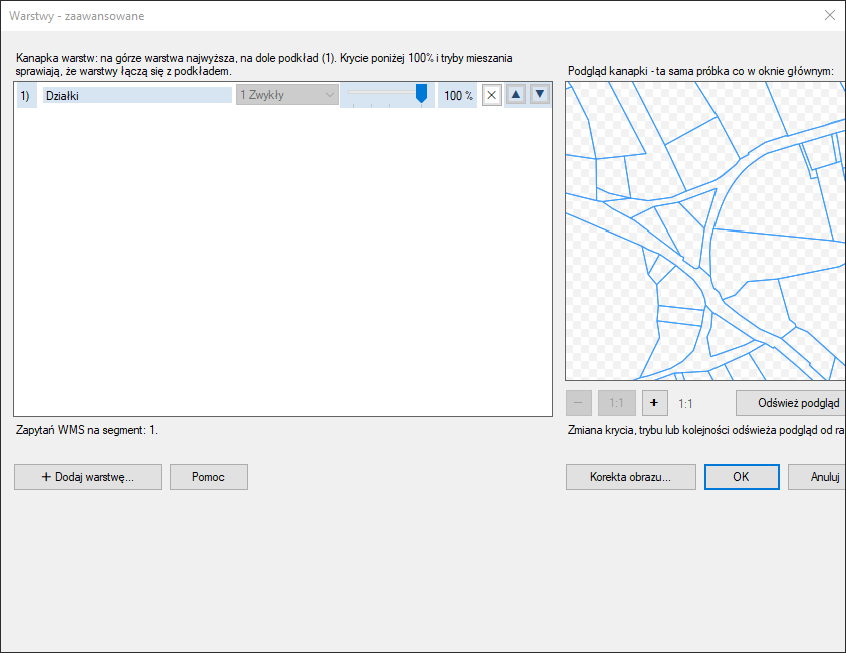 Warstwy - zaawansowane
Kanapka warstw: na górze warstwa najwyższa, na dole podkład (1). Krycie poniżej 100% i tryby mieszania
sprawiają, że warstwy łączą się z podkładem.
Podgląd kanapki - ta sama próbka co w oknie głównym:
1) Działki 1 Zwykły 100 %
1:1 1:1 Odśwież podgląd
Zapytań WMS na segment: 1.
Zmiana krycia, trybu lub kolejności odświeża podgląd od ra
+ Dodaj warstwę... Pomoc Korekta obrazu... OK Anuluj